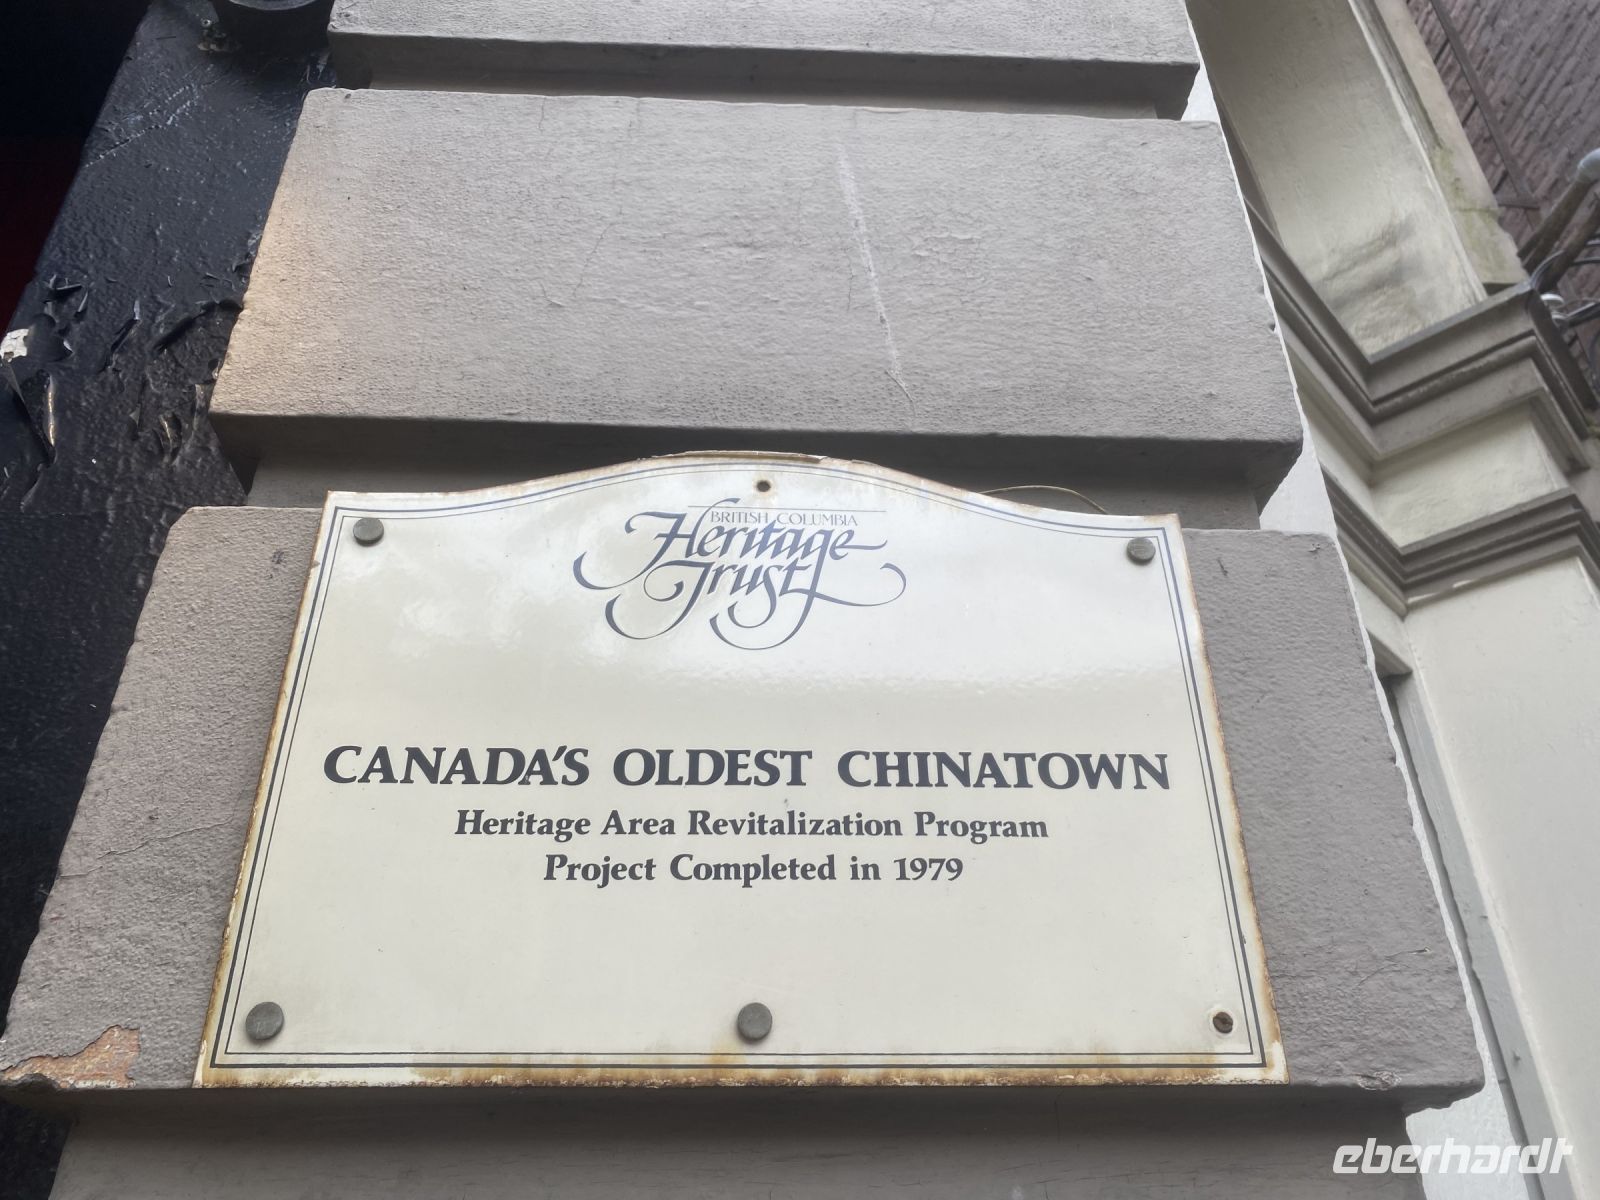 BRITISH COLUMBIA
Heritage
Trust
CANADA'S OLDEST CHINATOWN
Heritage Area Revitalization Program
Project Completed in 1979
eberhardt